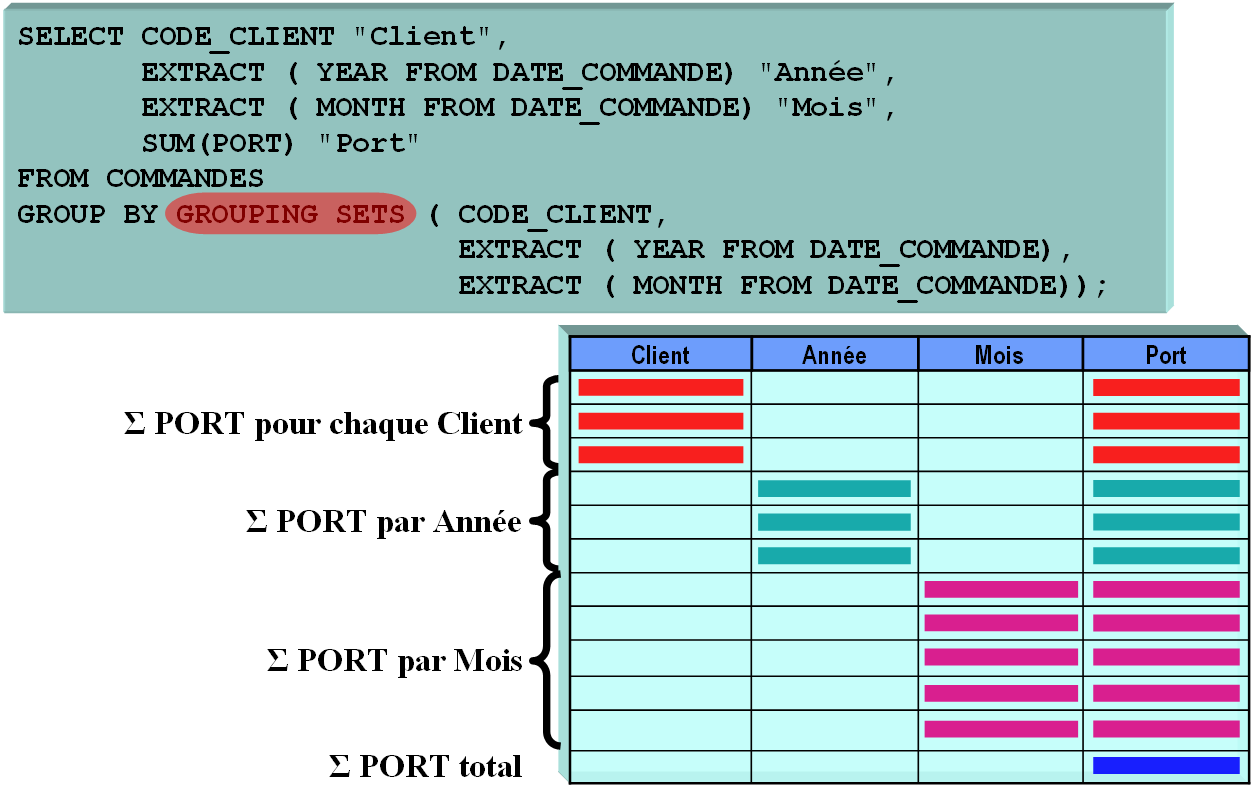 SELECT CODE_CLIENT "Client",
EXTRACT ( YEAR FROM DATE_COMMANDE) "Année",
EXTRACT ( MONTH FROM DATE_COMMANDE) "Mois",
SUM(PORT) "Port"
FROM COMMANDES
GROUP BY GROUPING SETS ( CODE_CLIENT,
EXTRACT ( YEAR FROM DATE_COMMANDE),
EXTRACT ( MONTH FROM DATE_COMMANDE));
Client Année Mois Port
Σ PORT pour chaque Client
Σ PORT par Année
Σ PORT par Mois
Σ PORT total